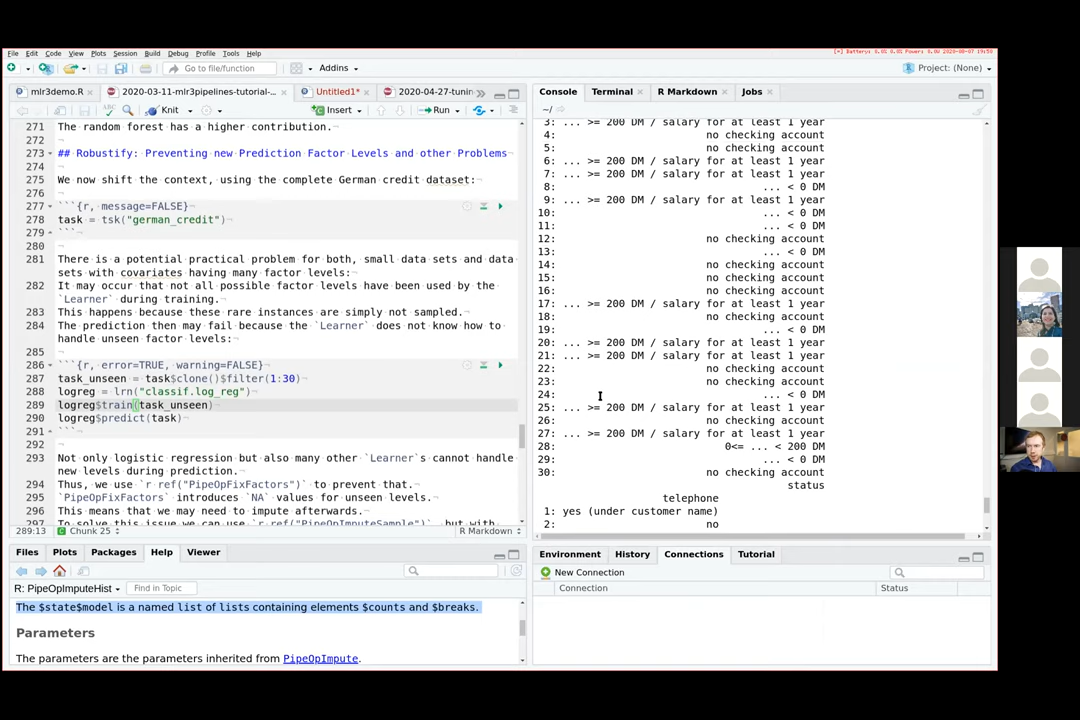 File Edit Code View Plots Session Build Debug Profile Tools Help
Go to file/function
Addins
Project: (None)
mlr3demo.R
2020-03-11-mlr3pipelines-tutorial-...
Untitled1*
2020-04-27-tunin
Knit
Insert
Run
271 The random forest has a higher contribution.
272
273 ## Robustify: Preventing new Prediction Factor Levels and other Problems
274
275 We now shift the context, using the complete German credit dataset:
276
277 ```{r, message=FALSE}
278 task = tsk("german_credit")
279 ```
280
281 There is a potential practical problem for both, small data sets and data
sets with covariates having many factor levels:
282 It may occur that not all possible factor levels have been used by the
`Learner` during training.
283 This happens because these rare instances are simply not sampled.
284 The prediction then may fail because the `Learner` does not know how to
handle unseen factor levels:
285
286 ```{r, error=TRUE, warning=FALSE}
287 task_unseen = task$clone()$filter(1:30)
288 logreg = lrn("classif.log_reg")
289 logreg$train(task_unseen)
290 logreg$predict(task)
291 ```
292
293 Not only logistic regression but also many other `Learner`s cannot handle
new levels during prediction.
294 Thus, we use `r ref("PipeOpFixFactors")` to prevent that.
295 `PipeOpFixFactors` introduces `NA` values for unseen levels.
296 This means that we may need to impute afterwards.
297 To solve this issue we can use `r ref("PipeOpImputeSample")`, but with
289:13 Chunk 25 R Markdown
Files Plots Packages Help Viewer
R: PipeOpImputeHist Find in Topic
The $state$model is a named list of lists containing elements $counts and $breaks.
Parameters
The parameters are the parameters inherited from PipeOpImpute.
Console Terminal R Markdown Jobs
~/
3: ... >= 200 DM / salary for at least 1 year
4: no checking account
5: no checking account
6: ... >= 200 DM / salary for at least 1 year
7: ... >= 200 DM / salary for at least 1 year
8: ... < 0 DM
9: ... >= 200 DM / salary for at least 1 year
10: ... < 0 DM
11: ... < 0 DM
12: no checking account
13: ... < 0 DM
14: no checking account
15: no checking account
16: no checking account
17: ... >= 200 DM / salary for at least 1 year
18: no checking account
19: ... < 0 DM
20: ... >= 200 DM / salary for at least 1 year
21: ... >= 200 DM / salary for at least 1 year
22: no checking account
23: no checking account
24: ... < 0 DM
25: ... >= 200 DM / salary for at least 1 year
26: no checking account
27: ... >= 200 DM / salary for at least 1 year
28: 0<= ... < 200 DM
29: ... < 0 DM
30: no checking account
status
telephone
1: yes (under customer name)
2: no
Environment History Connections Tutorial
New Connection
Connection Status